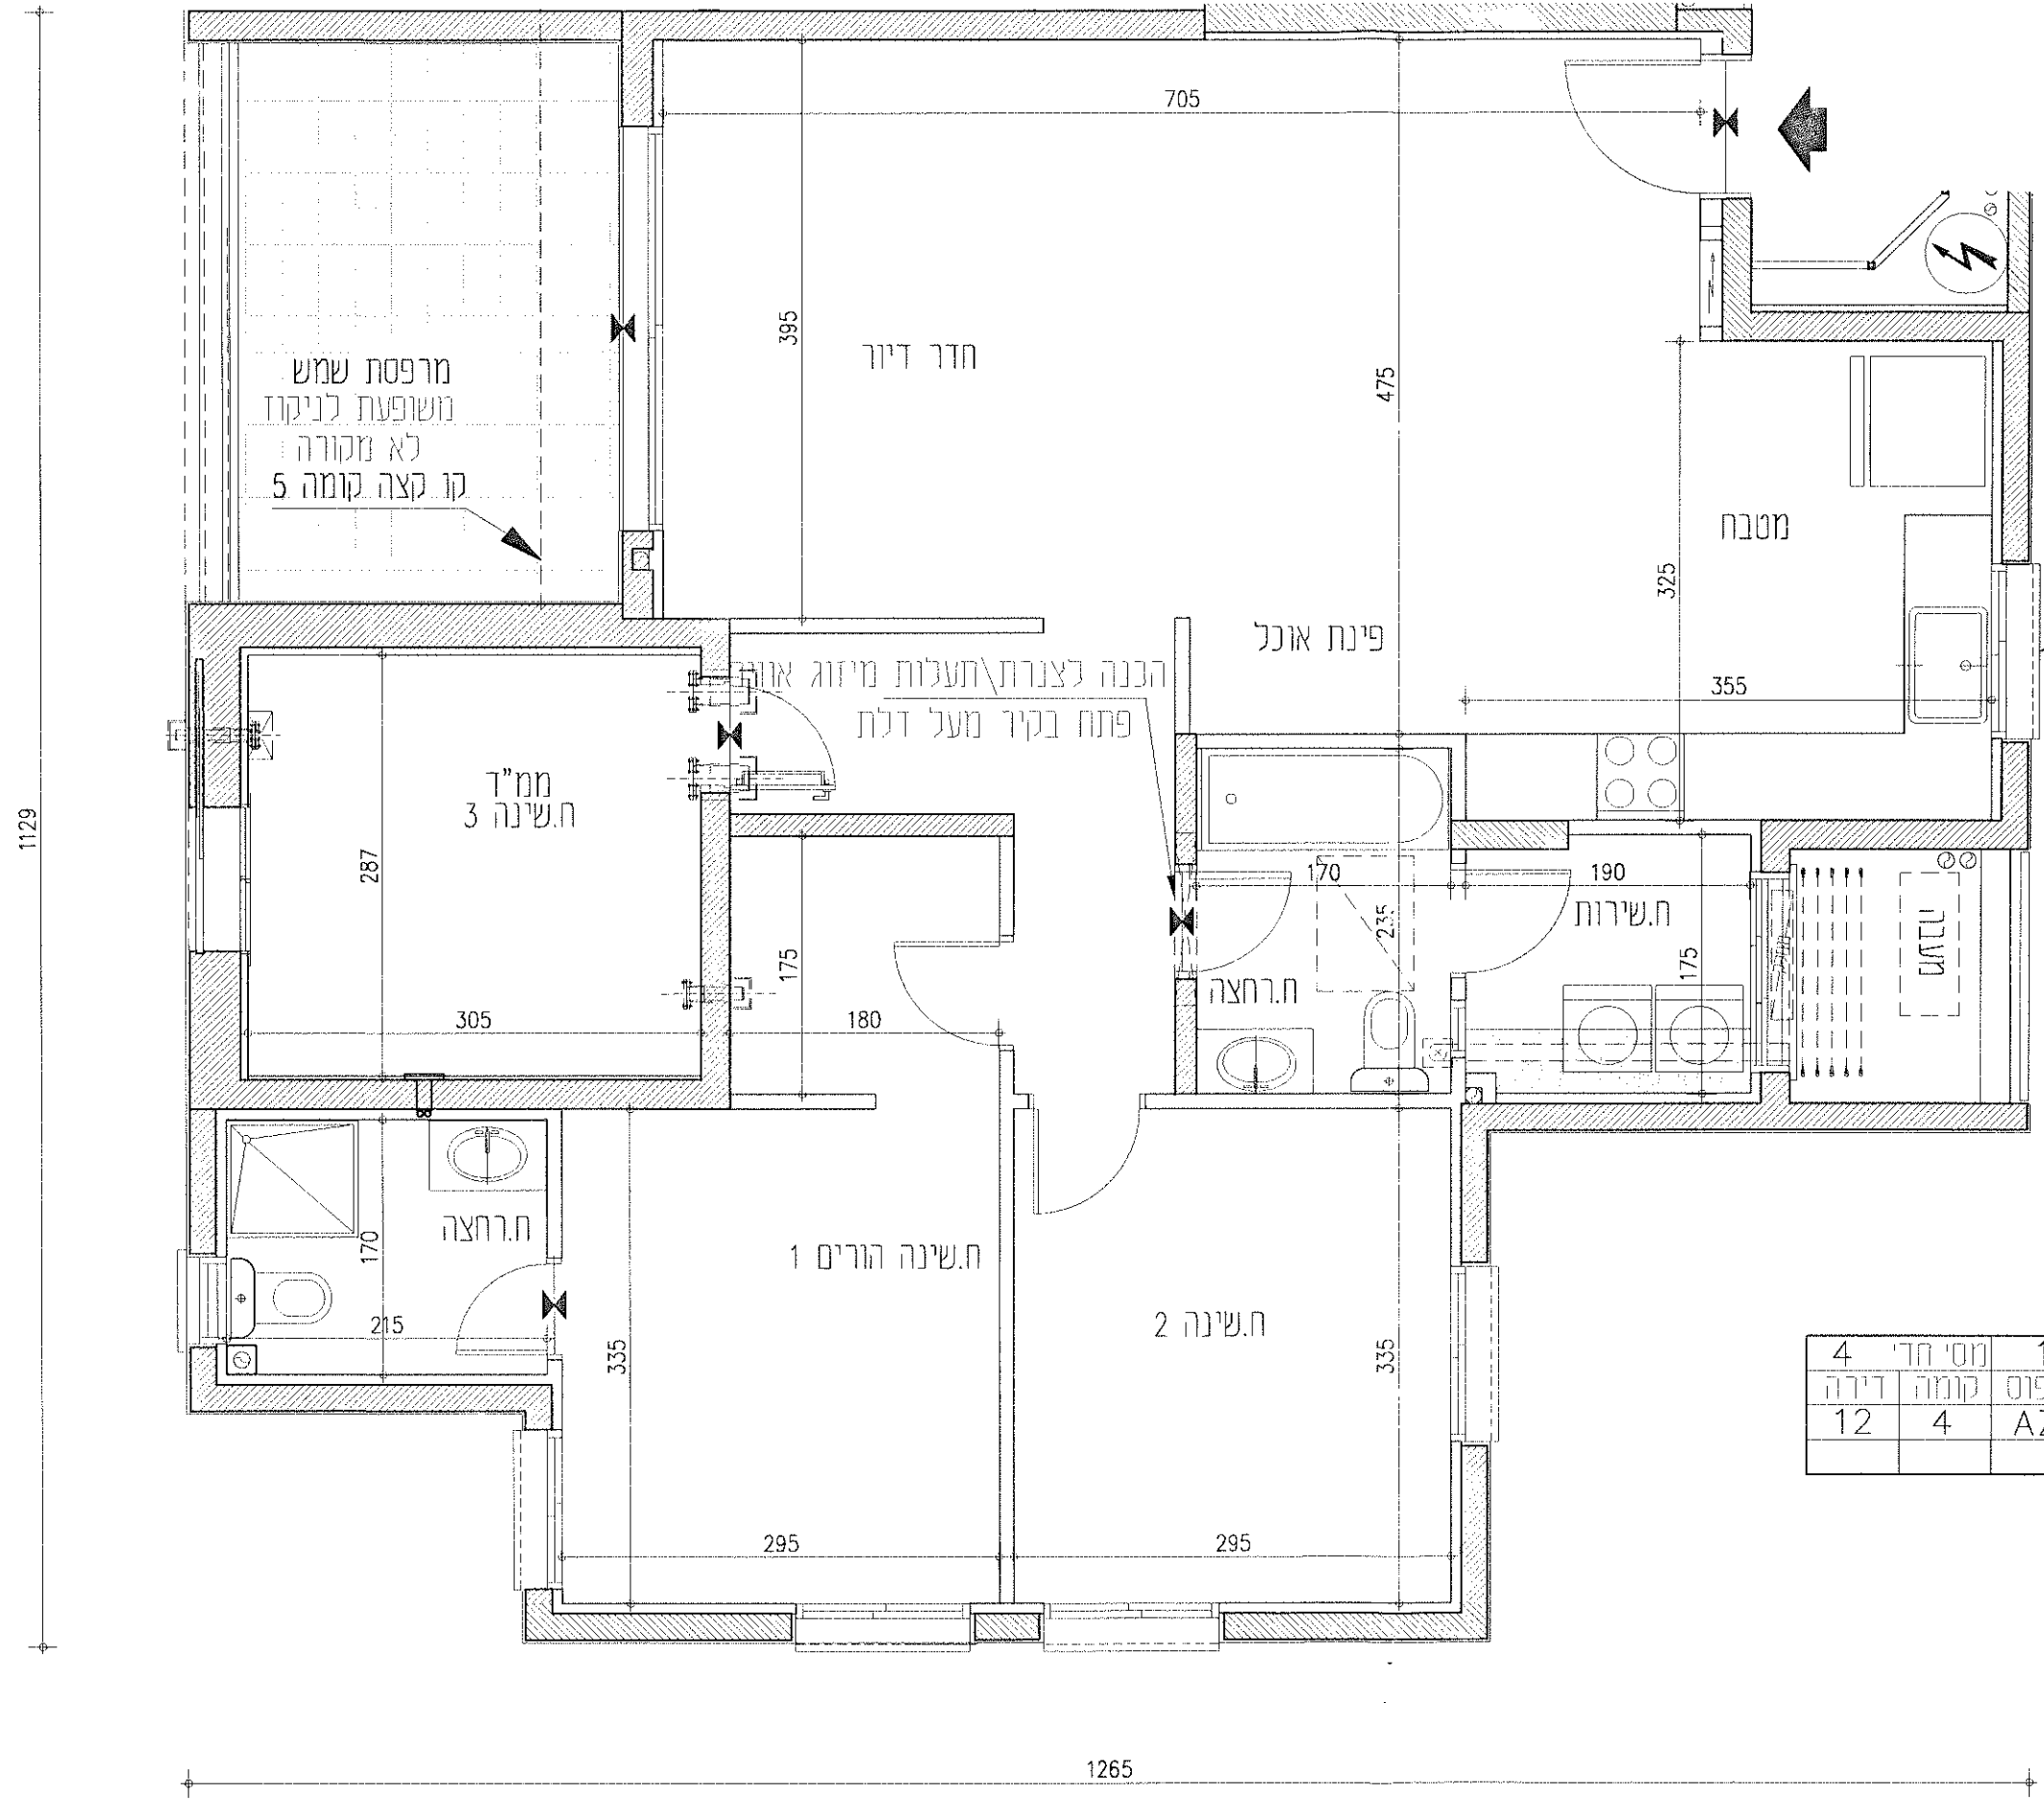 705
395
475
חדר דיור
מרפסת שמש
משופעת לניקוז
לא מקורה
קו קצה קומה 5
מטבח
325
פינת אוכל
355
הכנה לצנרת\תעלות מיזוג
פתח בקיר מעל דלת
ממ"ד
ח.שינה 3
287
305
1129
175
180
170
235
ח.רחצה
190
ח.שירות
175
מעבה
ח.רחצה
170
215
ח.שינה הורים 1
335
295
ח.שינה 2
335
295
מס' חד' 4
קומה דירה
AZ 4 12
1265